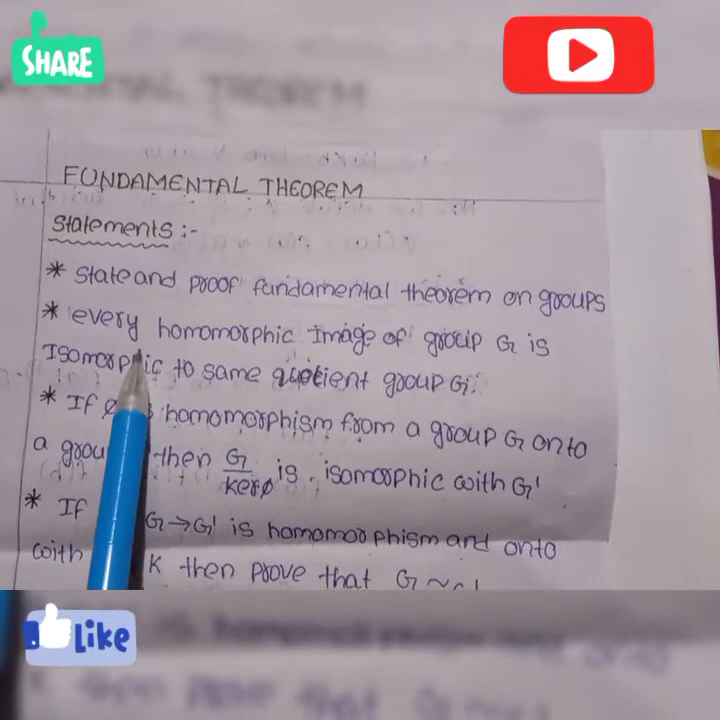 SHARE
FUNDAMENTAL THEOREM
Statements :-
* State and proof fundamental theorem on groups
* every homomorphic Image of group G is
Isomorphic to same quotient group G.
* If ø homomorphism from a group G onto
a group then G/kerø is isomorphic with G'
* If G→G' is homomorphism and onto
with K then prove that G
Like